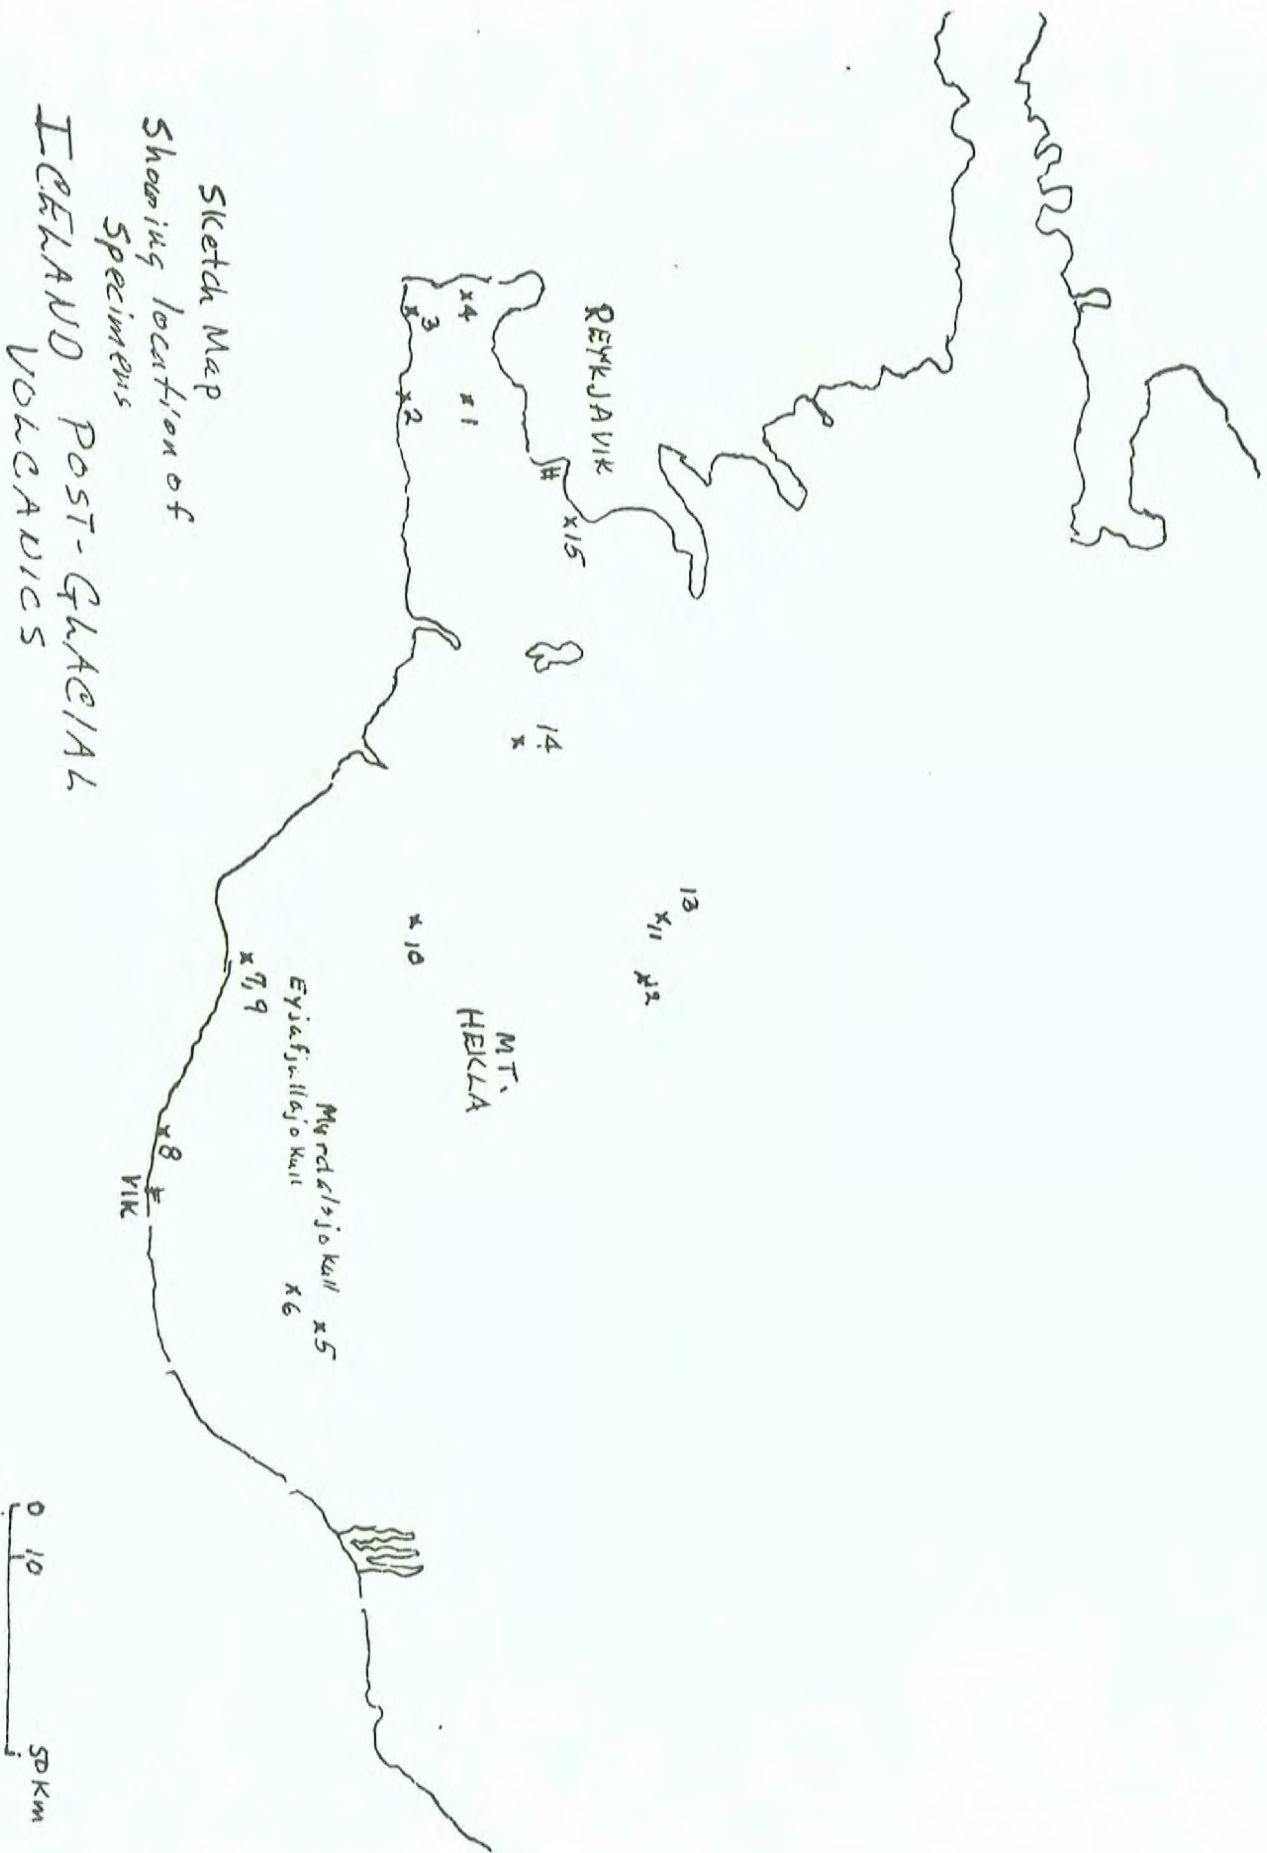 Sketch Map
Showing location of
Specimens
ICELAND POST-GLACIAL
VOLCANICS
REYKJAVIK
x4
x3
x1
x2
x15
14
x
13
x11
x12
x10
MT.
HEKLA
x7,9
Eyjafjallajokull
Myrdalsjokull
x5
x6
x8
VIK
0 10 50 Km